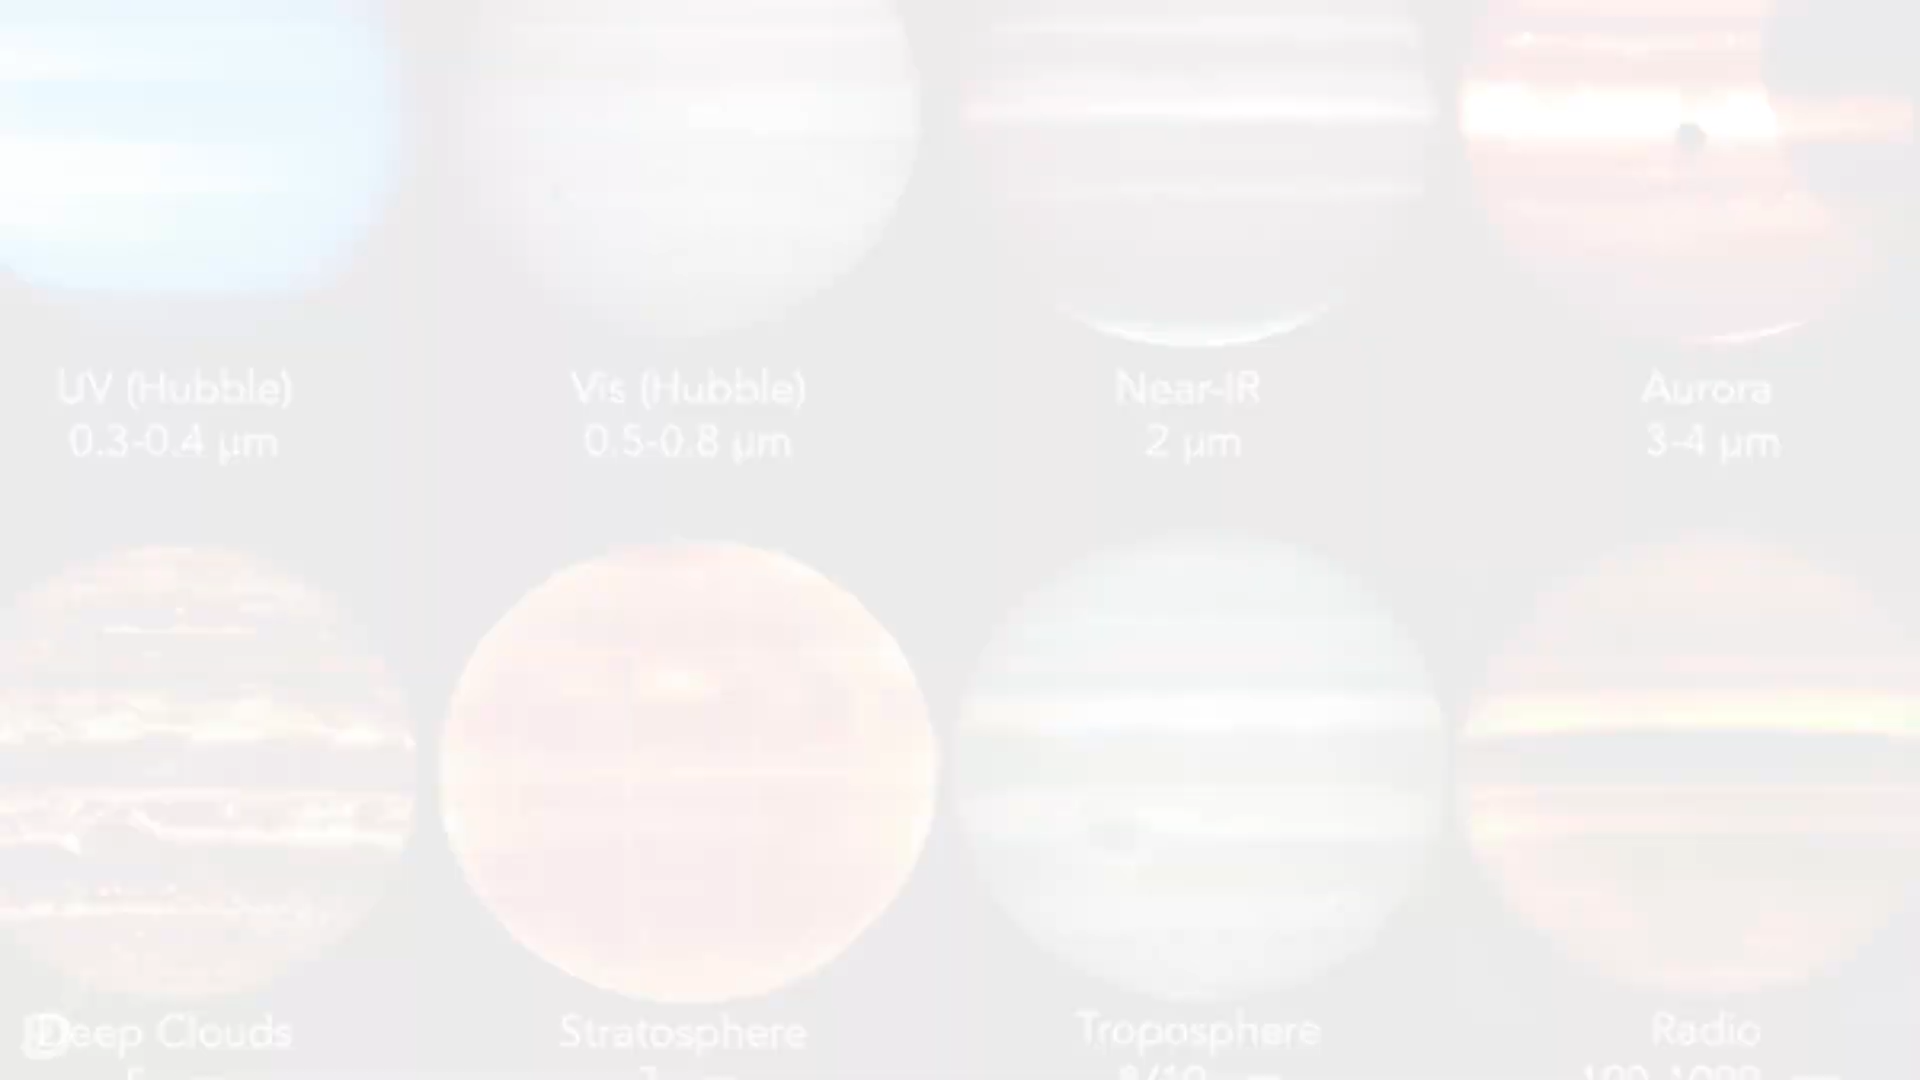 UV (Hubble)
0.3-0.4 µm
Vis (Hubble)
0.5-0.8 µm
Near-IR
2 µm
Aurora
3-4 µm
Deep Clouds
Stratosphere
Troposphere
Radio